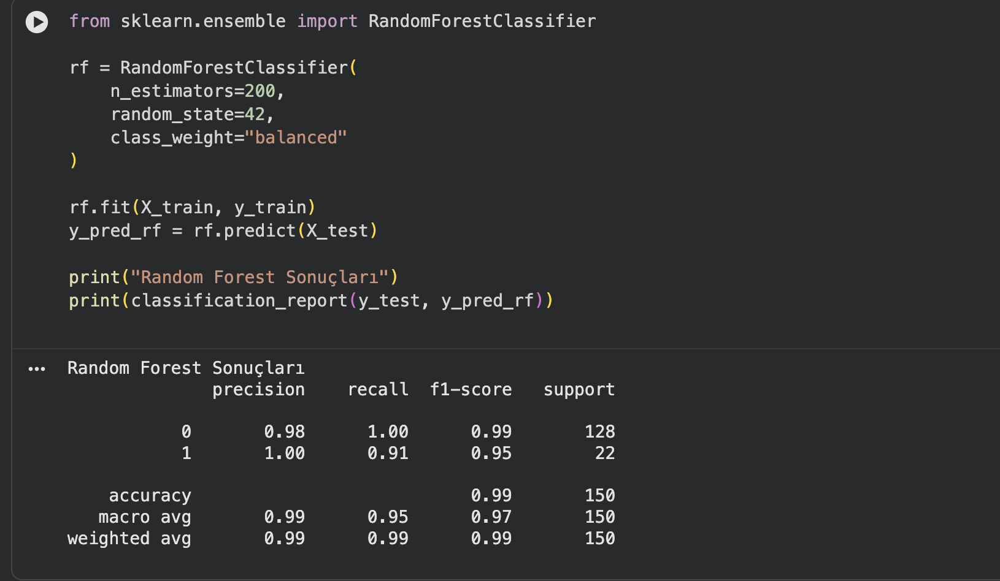 from sklearn.ensemble import RandomForestClassifier
rf = RandomForestClassifier(
    n_estimators=200,
    random_state=42,
    class_weight="balanced"
)
rf.fit(X_train, y_train)
y_pred_rf = rf.predict(X_test)
print("Random Forest Sonuçları")
print(classification_report(y_test, y_pred_rf))
Random Forest Sonuçları
              precision    recall  f1-score   support
           0       0.98      1.00      0.99       128
           1       1.00      0.91      0.95        22
    accuracy                           0.99       150
   macro avg       0.99      0.95      0.97       150
weighted avg       0.99      0.99      0.99       150